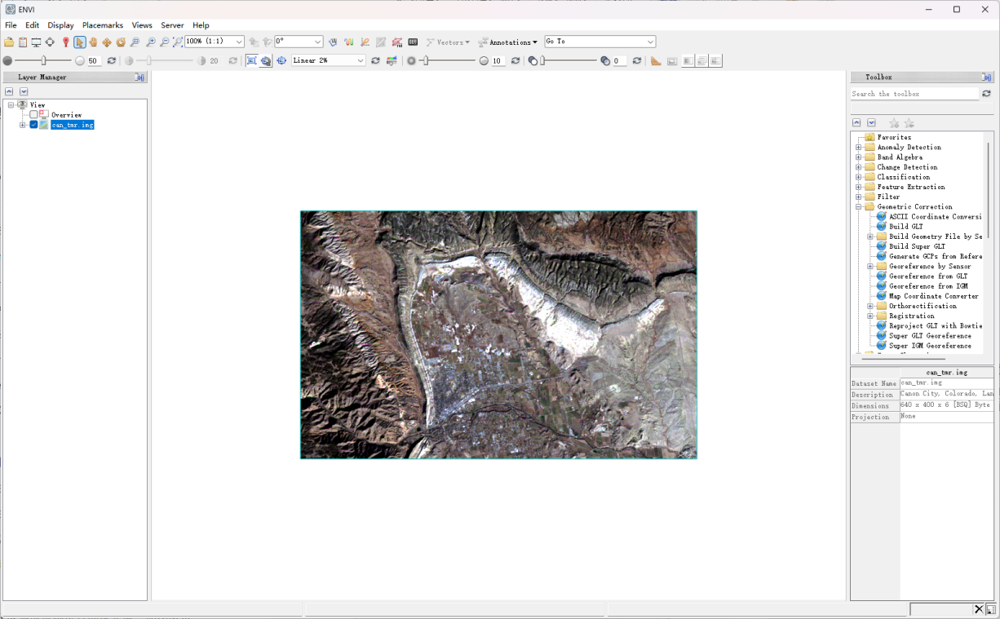 ENVI
File Edit Display Placemarks Views Server Help
100% (1:1) 0° Vectors Annotations Go To
50 20 Linear 2% 10 0
Layer Manager
View
Overview
can_tmr.img
Toolbox
Search the toolbox
Favorites
Anomaly Detection
Band Algebra
Change Detection
Classification
Feature Extraction
Filter
Geometric Correction
ASCII Coordinate Conversi
Build GLT
Build Geometry File by Se
Build Super GLT
Generate GCPs from Refere
Georeference by Sensor
Georeference from GLT
Georeference from IGM
Map Coordinate Converter
Orthorectification
Registration
Reproject GLT with Bowtie
Super GLT Georeference
Super IGM Georeference
can_tmr.img
Dataset Name can_tmr.img
Description Canon City, Colorado, Lan
Dimensions 640 x 400 x 6 [BSQ] Byte
Projection None